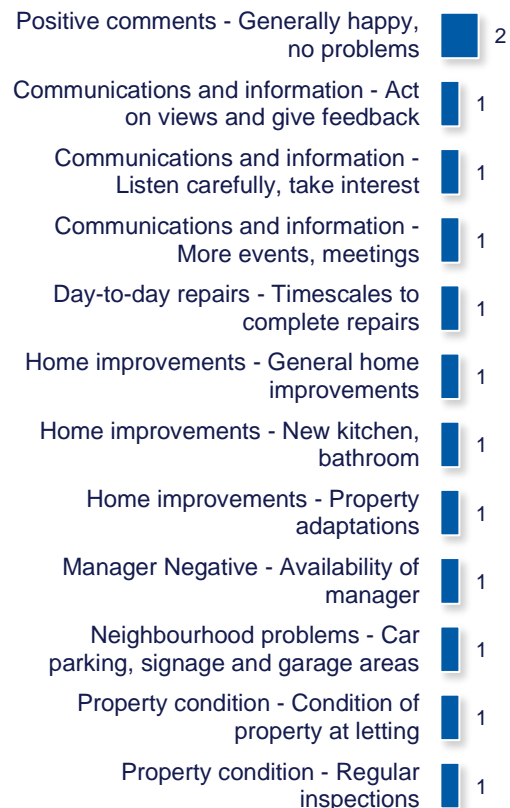 Positive comments - Generally happy,
no problems
2
Communications and information - Act
on views and give feedback
1
Communications and information -
Listen carefully, take interest
1
Communications and information -
More events, meetings
1
Day-to-day repairs - Timescales to
complete repairs
1
Home improvements - General home
improvements
1
Home improvements - New kitchen,
bathroom
1
Home improvements - Property
adaptations
1
Manager Negative - Availability of
manager
1
Neighbourhood problems - Car
parking, signage and garage areas
1
Property condition - Condition of
property at letting
1
Property condition - Regular
inspections
1